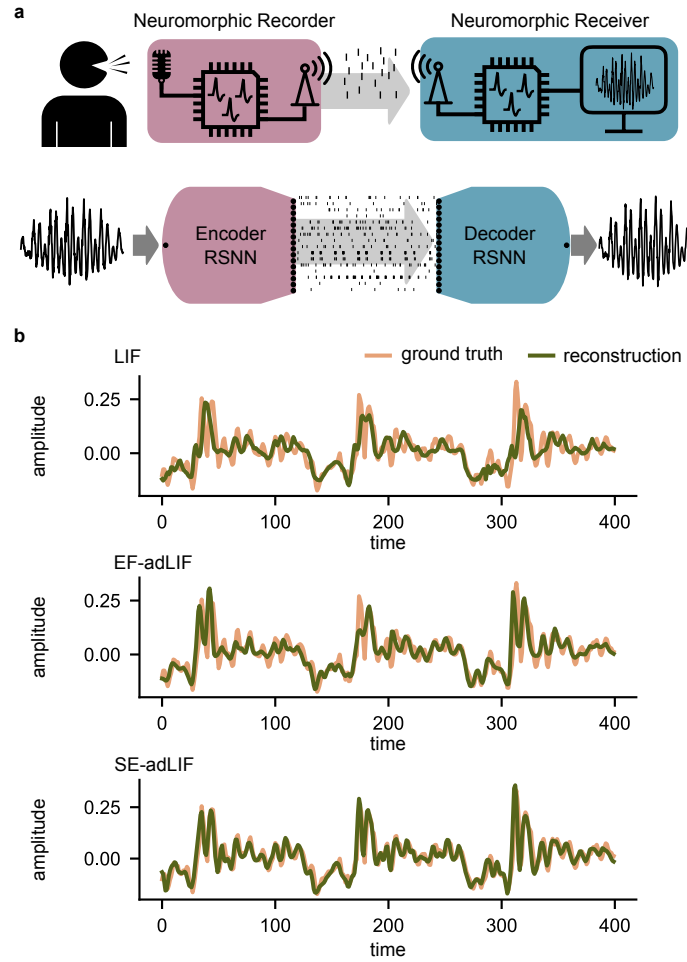 a
Neuromorphic Recorder
Neuromorphic Receiver
Encoder
RSNN
Decoder
RSNN
b
LIF
ground truth
reconstruction
amplitude
0.25
0.00
0
100
200
300
400
time
EF-adLIF
amplitude
0.25
0.00
0
100
200
300
400
time
SE-adLIF
amplitude
0.25
0.00
0
100
200
300
400
time